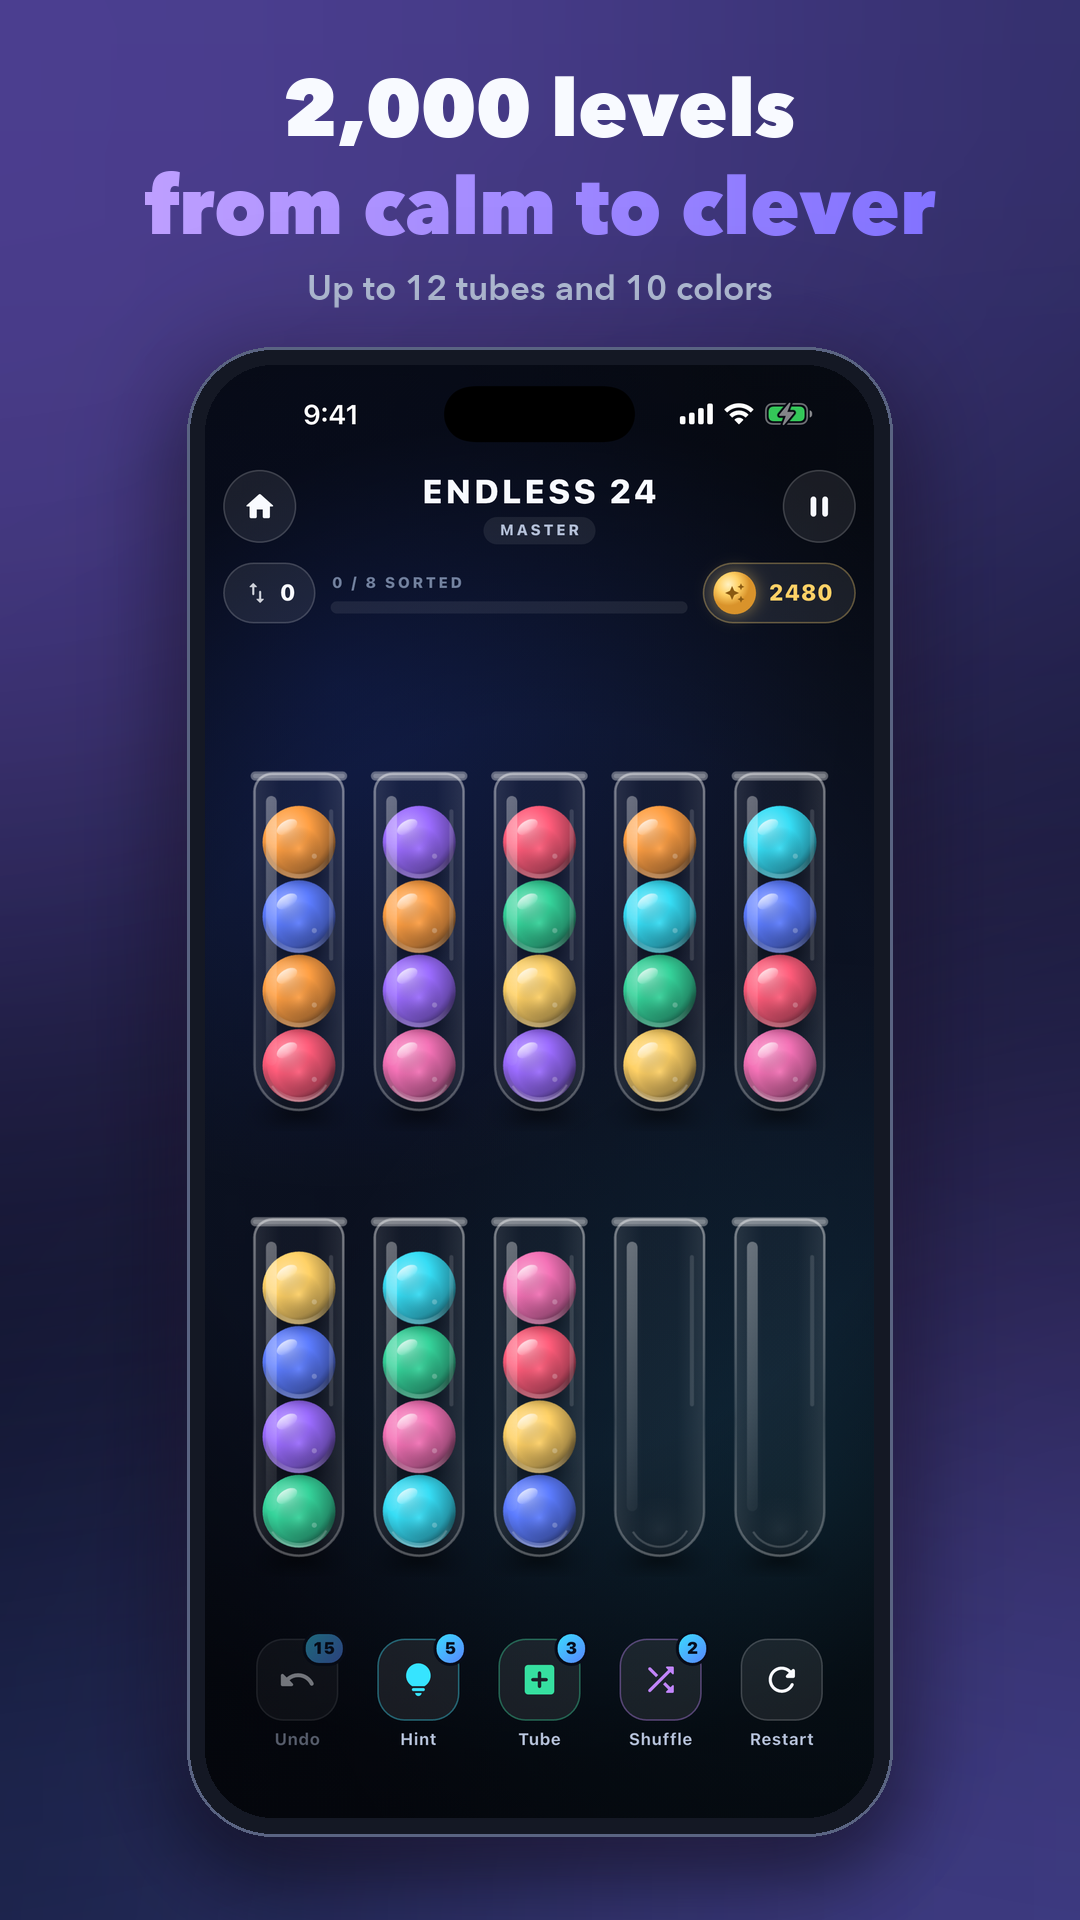 2,000 levels
from calm to clever
Up to 12 tubes and 10 colors
9:41
ENDLESS 24
MASTER
0
0 / 8 SORTED
2480
15
5
3
2
Undo
Hint
Tube
Shuffle
Restart